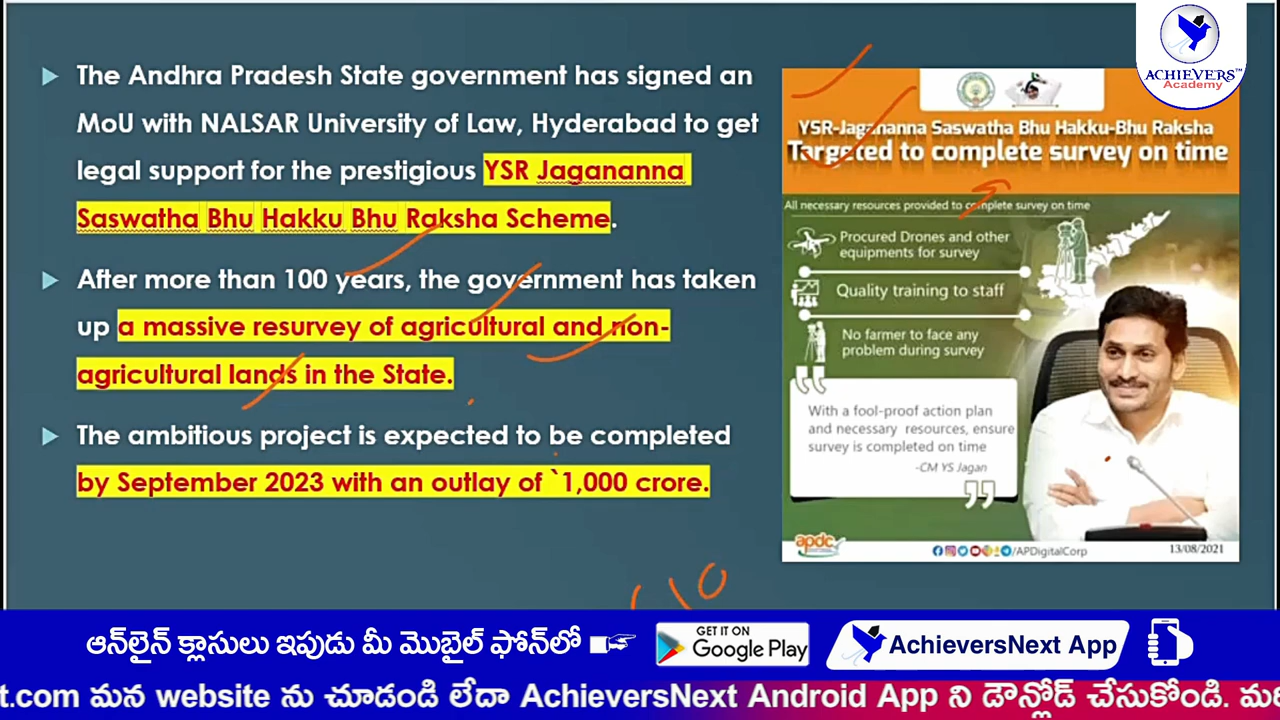 The Andhra Pradesh State government has signed an
MoU with NALSAR University of Law, Hyderabad to get
legal support for the prestigious YSR Jagananna
Saswatha Bhu Hakku Bhu Raksha Scheme.
After more than 100 years, the government has taken
up a massive resurvey of agricultural and non-
agricultural lands in the State.
The ambitious project is expected to be completed
by September 2023 with an outlay of `1,000 crore.
ACHIEVERS™
Academy
YSR-Jagananna Saswatha Bhu Hakku-Bhu Raksha
Targeted to complete survey on time
All necessary resources provided to complete survey on time
Procured Drones and other
equipments for survey
Quality training to staff
No farmer to face any
problem during survey
With a fool-proof action plan
and necessary resources, ensure
survey is completed on time
-CM YS Jagan
apdc
/APDigitalCorp
13/08/2021
ఆన్‌లైన్ క్లాసులు ఇపుడు మీ మొబైల్ ఫోన్‌లో
GET IT ON
Google Play
AchieversNext App
t.com మన website ను చూడండి లేదా AchieversNext Android App ని డౌన్లోడ్ చేసుకోండి. మరి